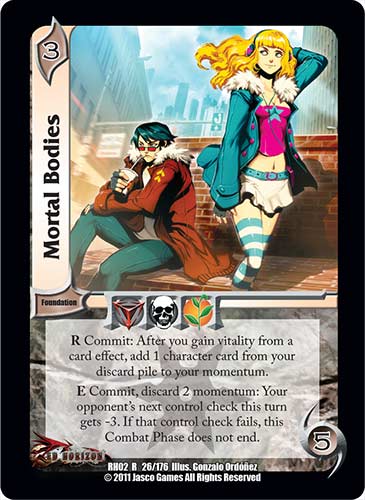 3
Mortal Bodies
Foundation
R Commit: After you gain vitality from a
card effect, add 1 character card from your
discard pile to your momentum.
E Commit, discard 2 momentum: Your
opponent's next control check this turn
gets -3. If that control check fails, this
Combat Phase does not end.
RED HORIZON
5
RH02 R 26/176 Illus. Gonzalo Ordóñez
© 2011 Jasco Games All Rights Reserved